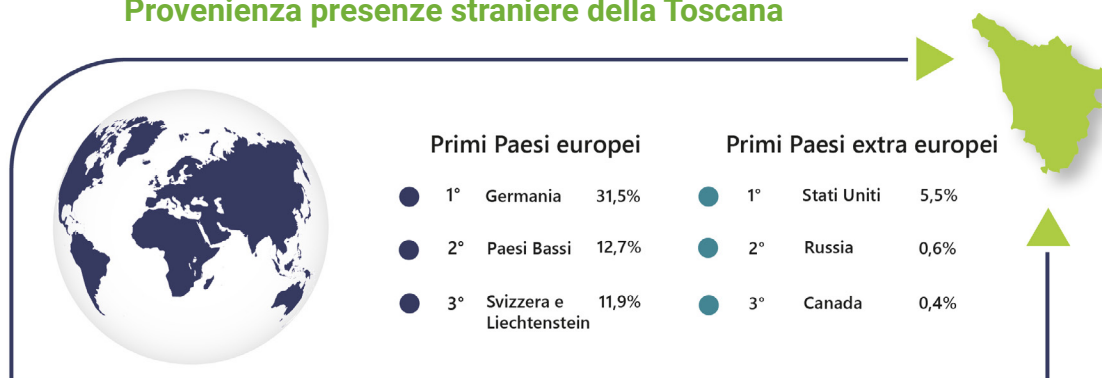 Provenienza presenze straniere della Toscana
Primi Paesi europei
1° Germania 31,5%
2° Paesi Bassi 12,7%
3° Svizzera e 11,9%
Liechtenstein
Primi Paesi extra europei
1° Stati Uniti 5,5%
2° Russia 0,6%
3° Canada 0,4%